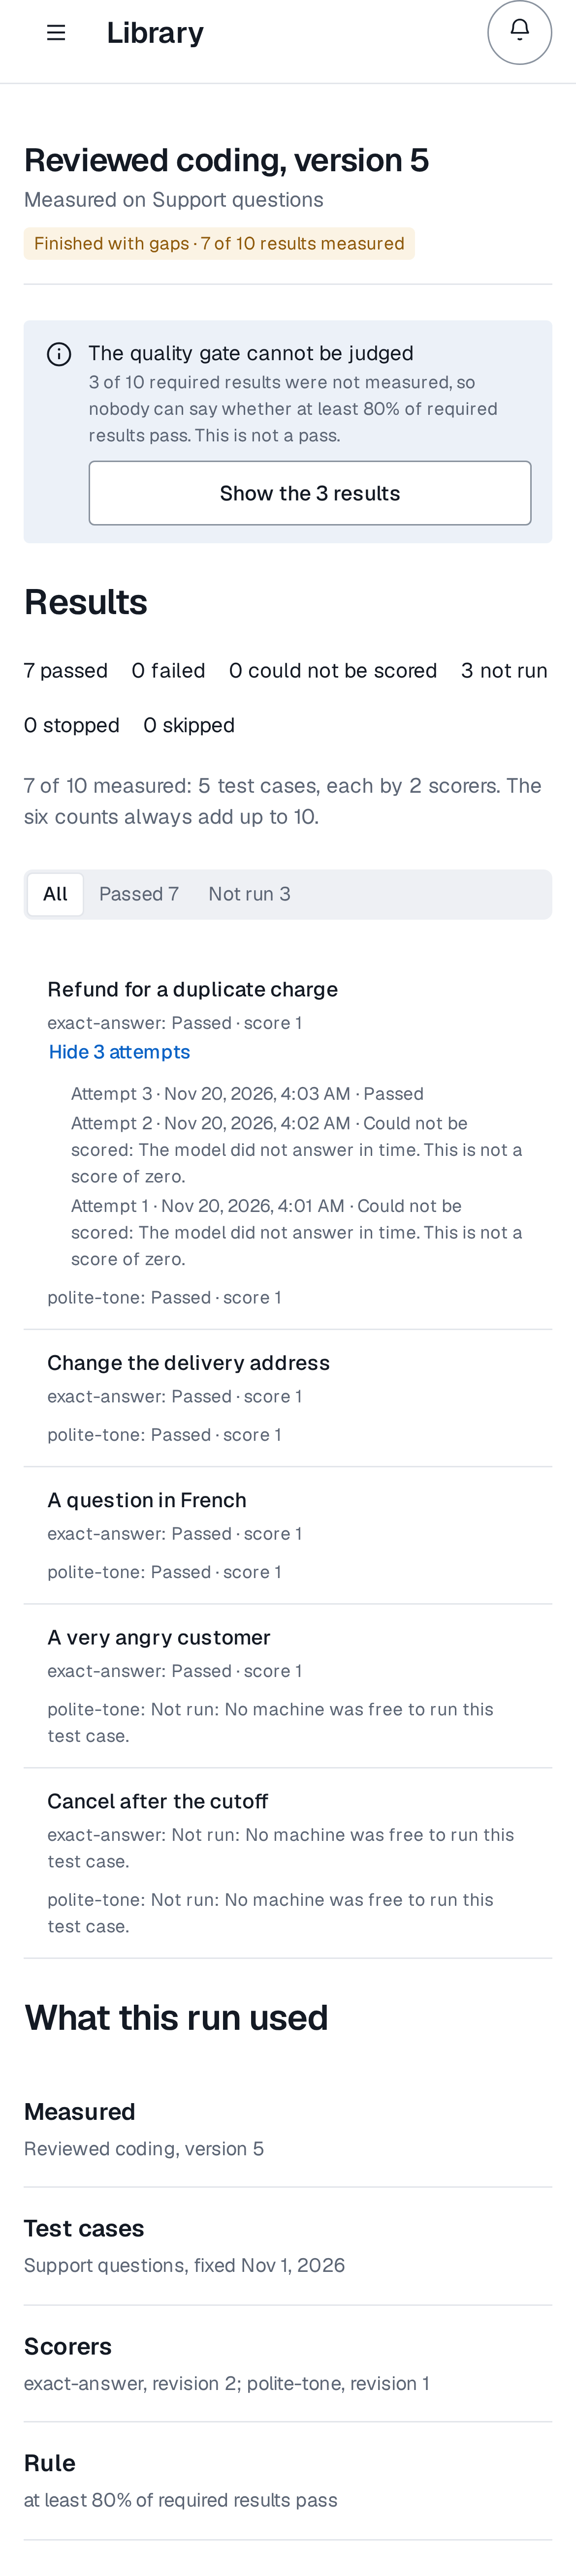 Library
Reviewed coding, version 5
Measured on Support questions
Finished with gaps · 7 of 10 results measured
The quality gate cannot be judged
3 of 10 required results were not measured, so
nobody can say whether at least 80% of required
results pass. This is not a pass.
Show the 3 results
Results
7 passed 0 failed 0 could not be scored 3 not run
0 stopped 0 skipped
7 of 10 measured: 5 test cases, each by 2 scorers. The
six counts always add up to 10.
All Passed 7 Not run 3
Refund for a duplicate charge
exact-answer: Passed · score 1
Hide 3 attempts
Attempt 3 · Nov 20, 2026, 4:03 AM · Passed
Attempt 2 · Nov 20, 2026, 4:02 AM · Could not be
scored: The model did not answer in time. This is not a
score of zero.
Attempt 1 · Nov 20, 2026, 4:01 AM · Could not be
scored: The model did not answer in time. This is not a
score of zero.
polite-tone: Passed · score 1
Change the delivery address
exact-answer: Passed · score 1
polite-tone: Passed · score 1
A question in French
exact-answer: Passed · score 1
polite-tone: Passed · score 1
A very angry customer
exact-answer: Passed · score 1
polite-tone: Not run: No machine was free to run this
test case.
Cancel after the cutoff
exact-answer: Not run: No machine was free to run this
test case.
polite-tone: Not run: No machine was free to run this
test case.
What this run used
Measured
Reviewed coding, version 5
Test cases
Support questions, fixed Nov 1, 2026
Scorers
exact-answer, revision 2; polite-tone, revision 1
Rule
at least 80% of required results pass